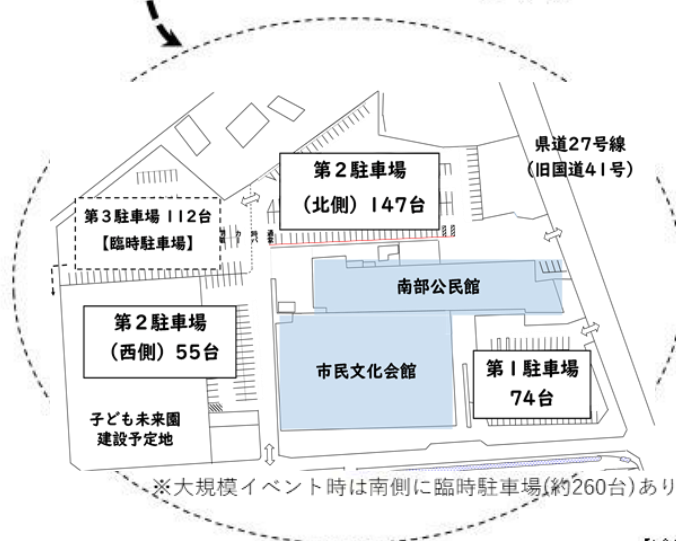 県道27号線
(旧国道41号)
第2駐車場
(北側) 147台
第3駐車場 112台
【臨時駐車場】
南部公民館
第2駐車場
(西側) 55台
市民文化会館
第1駐車場
74台
子ども未来園
建設予定地
※大規模イベント時は南側に臨時駐車場(約260台)あり